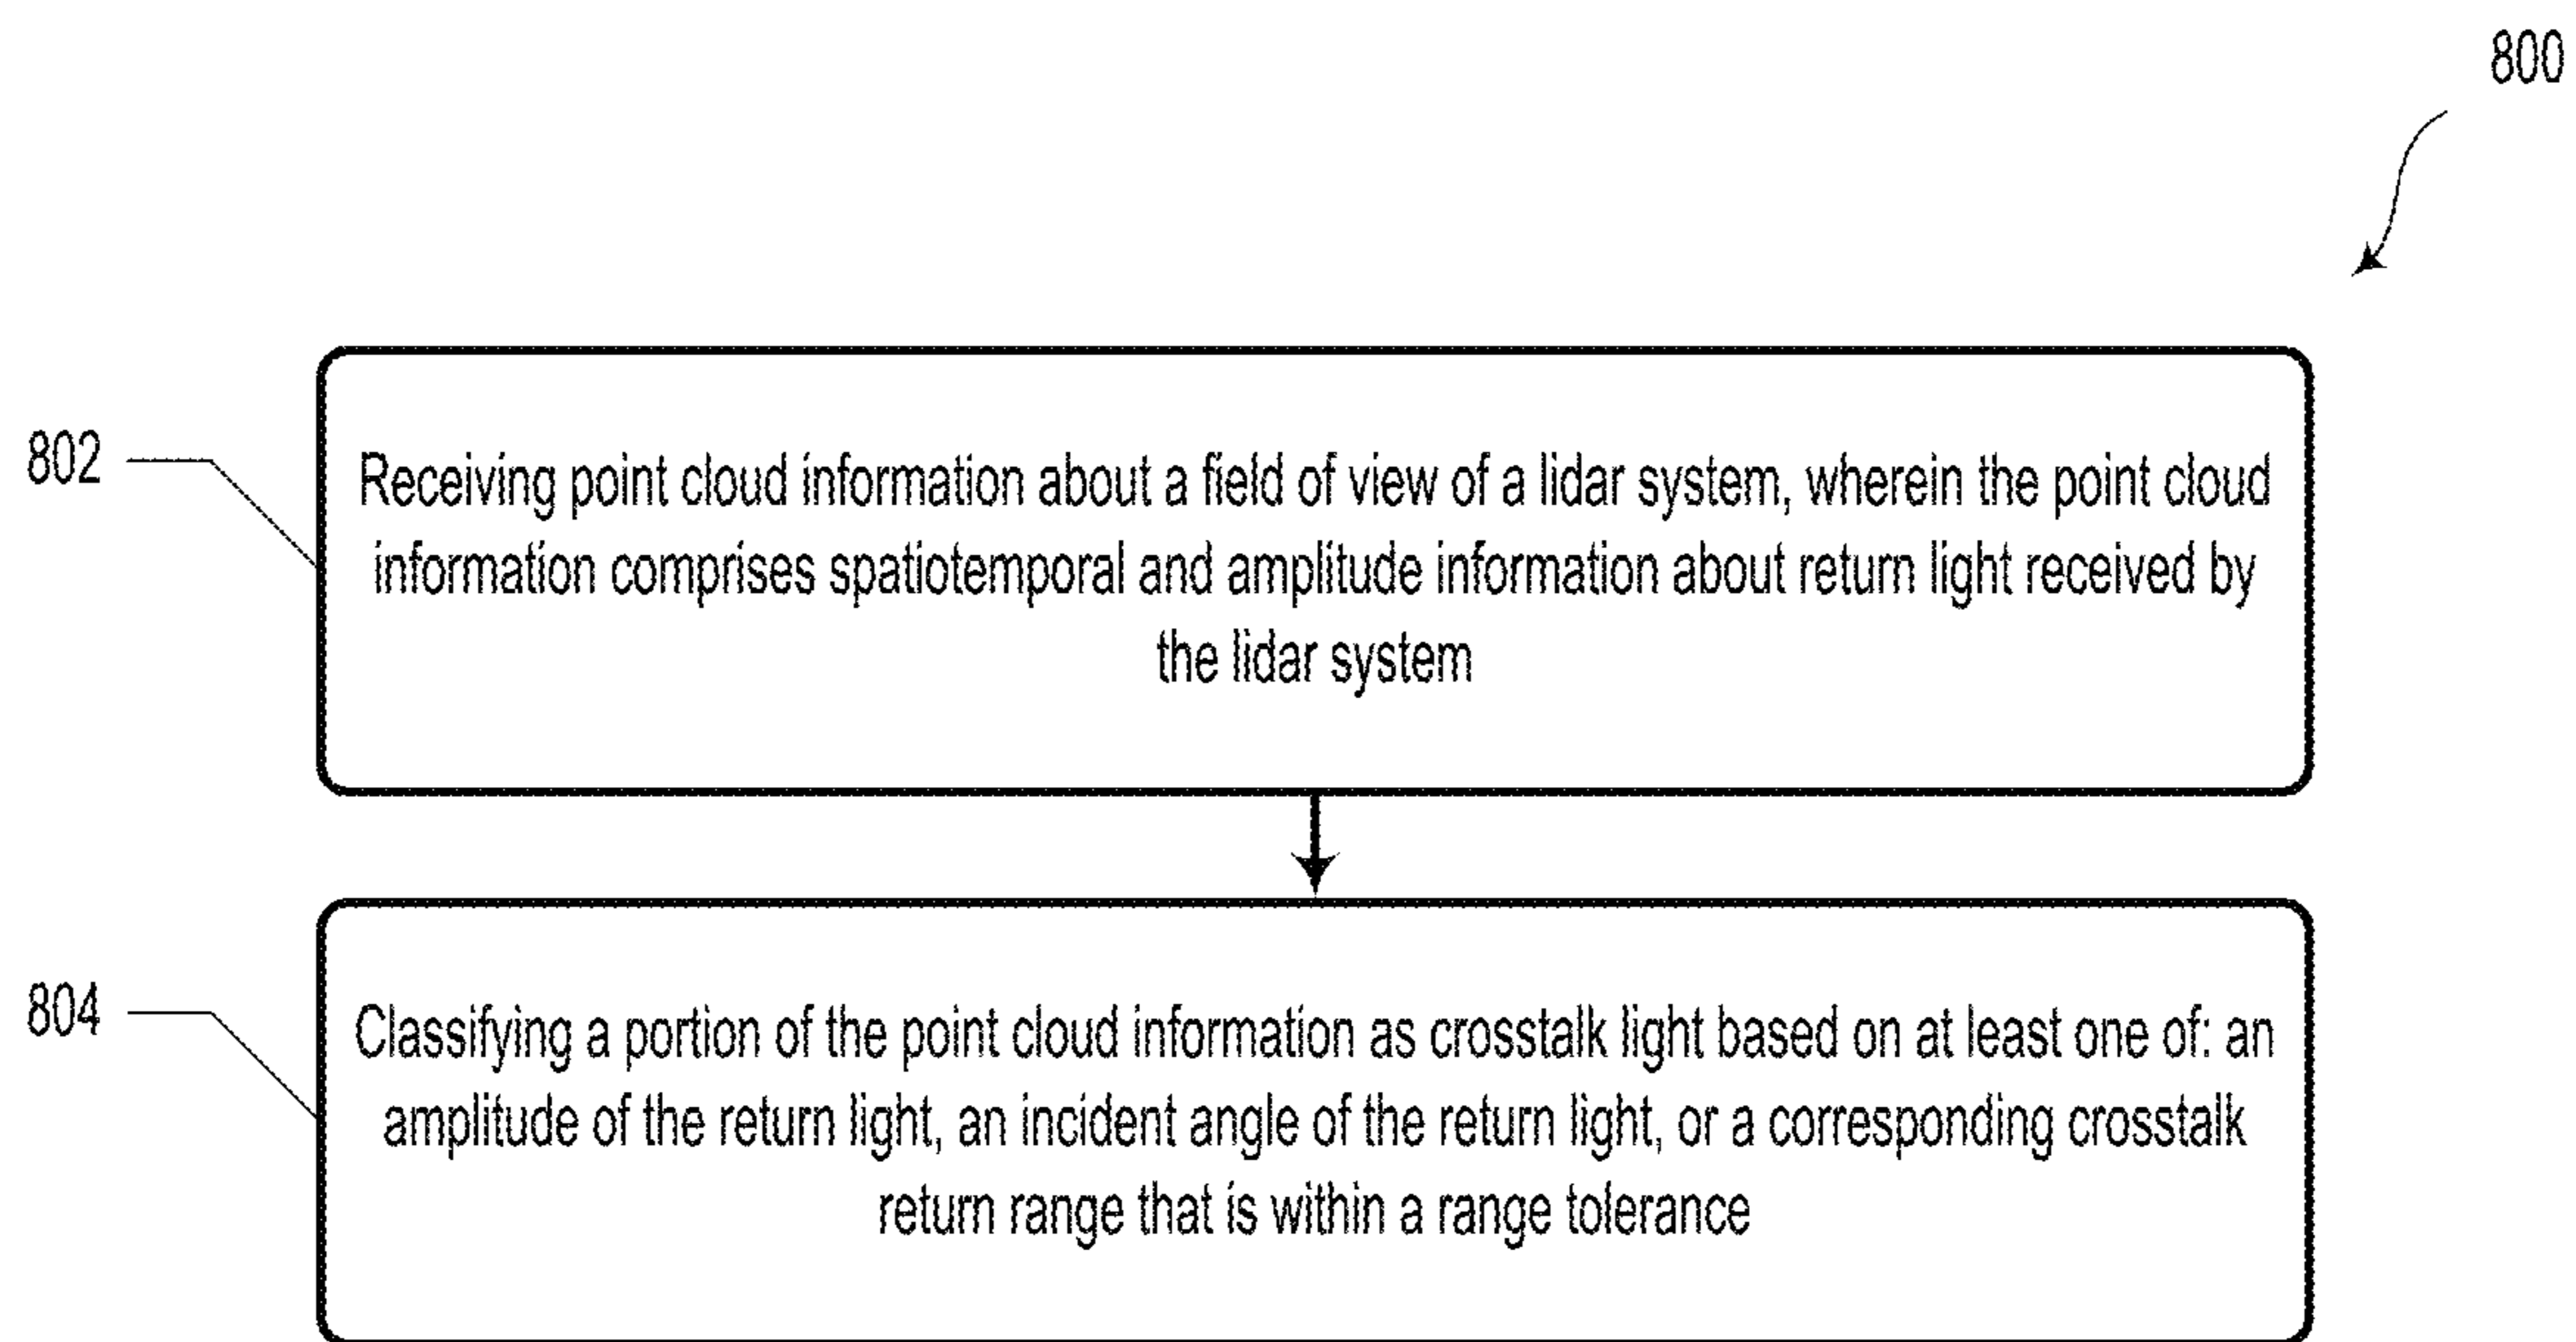 800
802
Receiving point cloud information about a field of view of a lidar system, wherein the point cloud
information comprises spatiotemporal and amplitude information about return light received by
the lidar system
804
Classifying a portion of the point cloud information as crosstalk light based on at least one of: an
amplitude of the return light, an incident angle of the return light, or a corresponding crosstalk
return range that is within a range tolerance